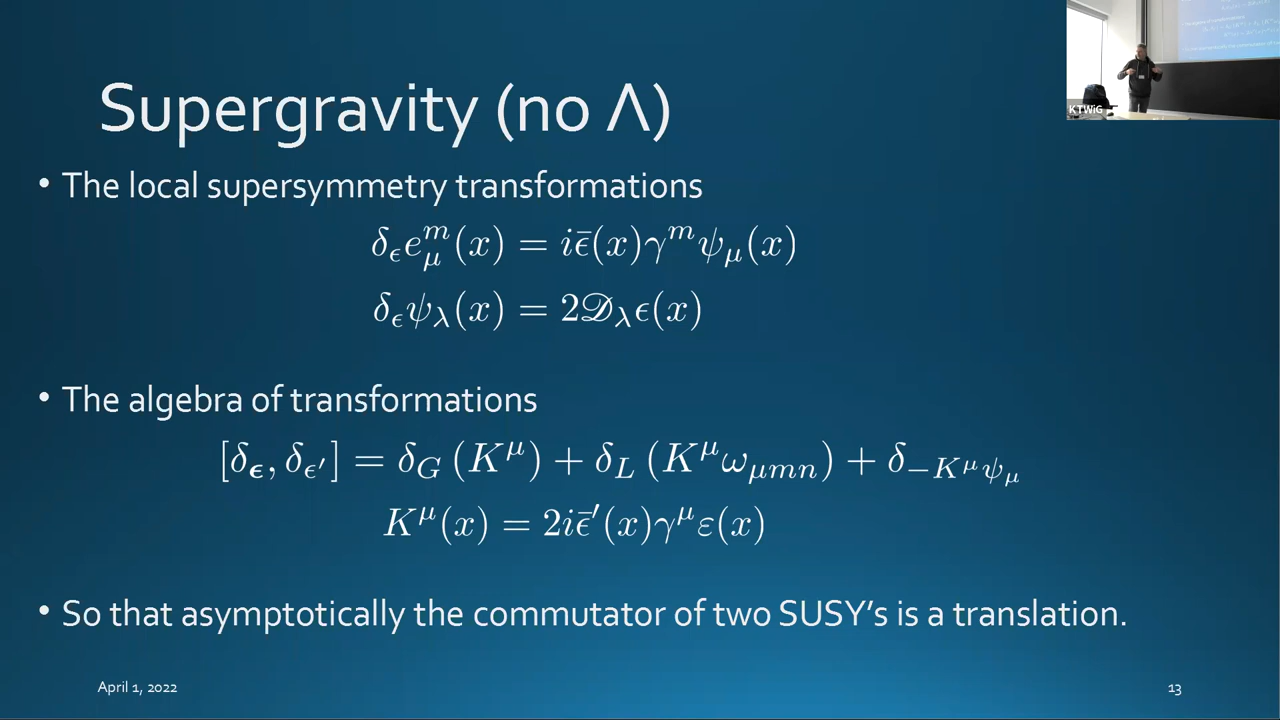 Supergravity (no Λ)
KTWiG
• The local supersymmetry transformations
δ_ϵ e_μ^m(x) = iϵ̄(x)γ^m ψ_μ(x)
δ_ϵ ψ_λ(x) = 2𝒟_λ ϵ(x)
• The algebra of transformations
[δ_ϵ, δ_ϵ′] = δ_G (K^μ) + δ_L (K^μ ω_μmn) + δ_{−K^μ ψ_μ}
K^μ(x) = 2iϵ̄′(x)γ^μ ε(x)
• So that asymptotically the commutator of two SUSY's is a translation.
April 1, 2022
13